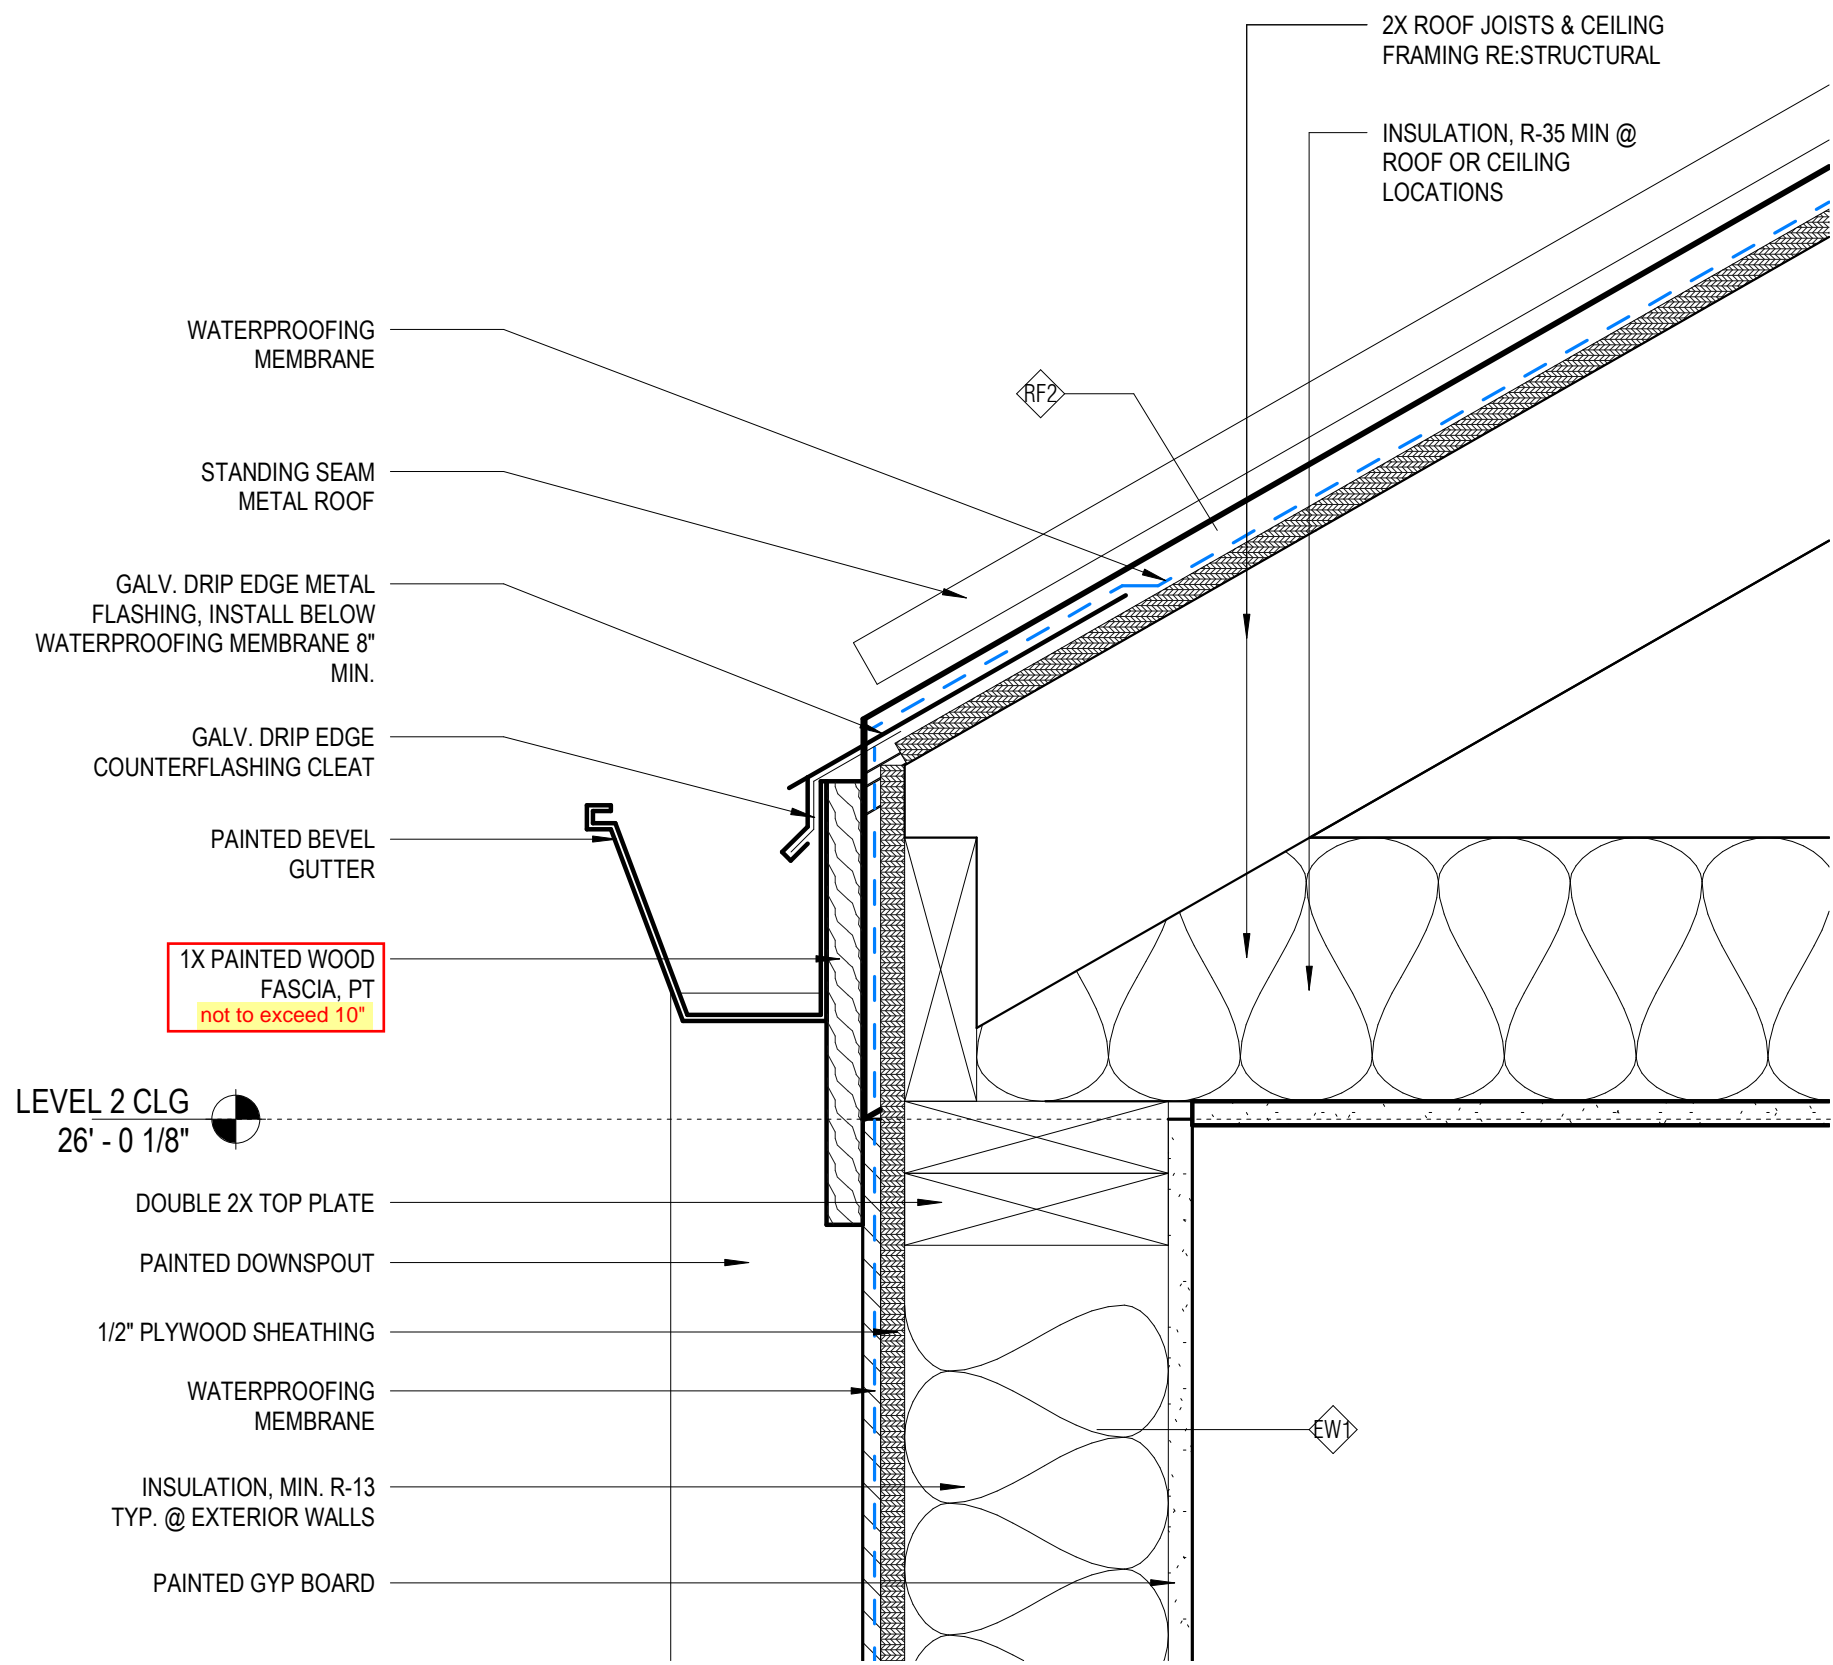 2X ROOF JOISTS & CEILING
FRAMING RE:STRUCTURAL
INSULATION, R-35 MIN @
ROOF OR CEILING
LOCATIONS
WATERPROOFING
MEMBRANE
RF2
STANDING SEAM
METAL ROOF
GALV. DRIP EDGE METAL
FLASHING, INSTALL BELOW
WATERPROOFING MEMBRANE 8"
MIN.
GALV. DRIP EDGE
COUNTERFLASHING CLEAT
PAINTED BEVEL
GUTTER
1X PAINTED WOOD
FASCIA, PT
not to exceed 10"
LEVEL 2 CLG
26' - 0 1/8"
DOUBLE 2X TOP PLATE
PAINTED DOWNSPOUT
1/2" PLYWOOD SHEATHING
WATERPROOFING
MEMBRANE
EW1
INSULATION, MIN. R-13
TYP. @ EXTERIOR WALLS
PAINTED GYP BOARD